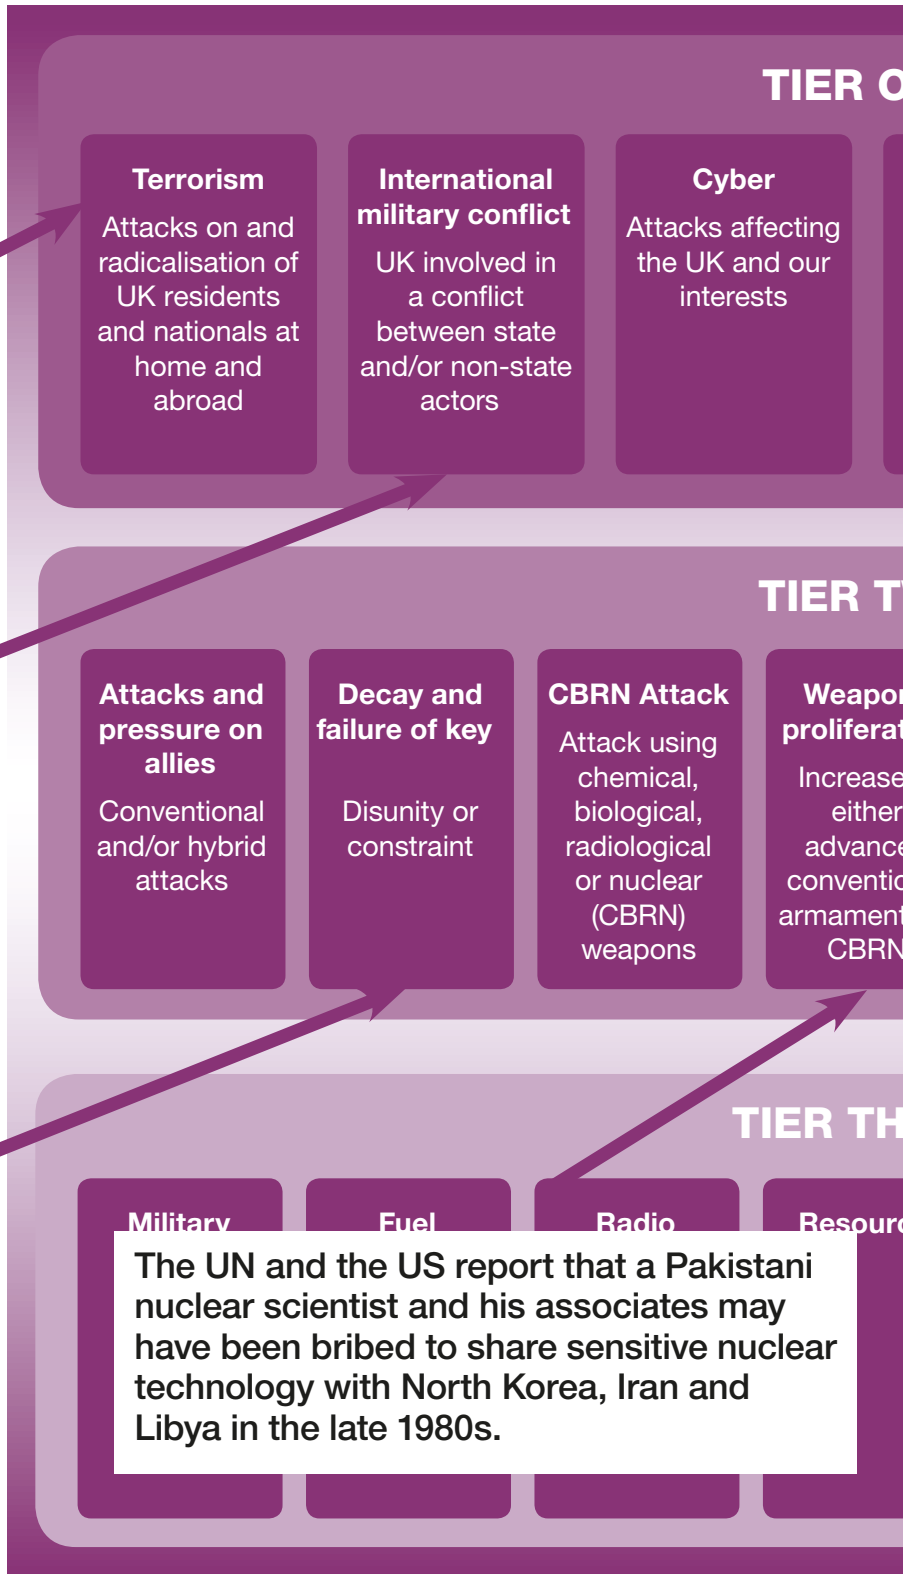 TIER O
Terrorism
Attacks on and
radicalisation of
UK residents
and nationals at
home and
abroad
International
military conflict
UK involved in
a conflict
between state
and/or non-state
actors
Cyber
Attacks affecting
the UK and our
interests
TIER T
Attacks and
pressure on
allies
Conventional
and/or hybrid
attacks
Decay and
failure of key
Disunity or
constraint
CBRN Attack
Attack using
chemical,
biological,
radiological
or nuclear
(CBRN)
weapons
Weapon
proliferat
Increase
either
advance
conventio
armament
CBRN
TIER TH
Military
Fuel
Radio
Resourc
The UN and the US report that a Pakistani
nuclear scientist and his associates may
have been bribed to share sensitive nuclear
technology with North Korea, Iran and
Libya in the late 1980s.